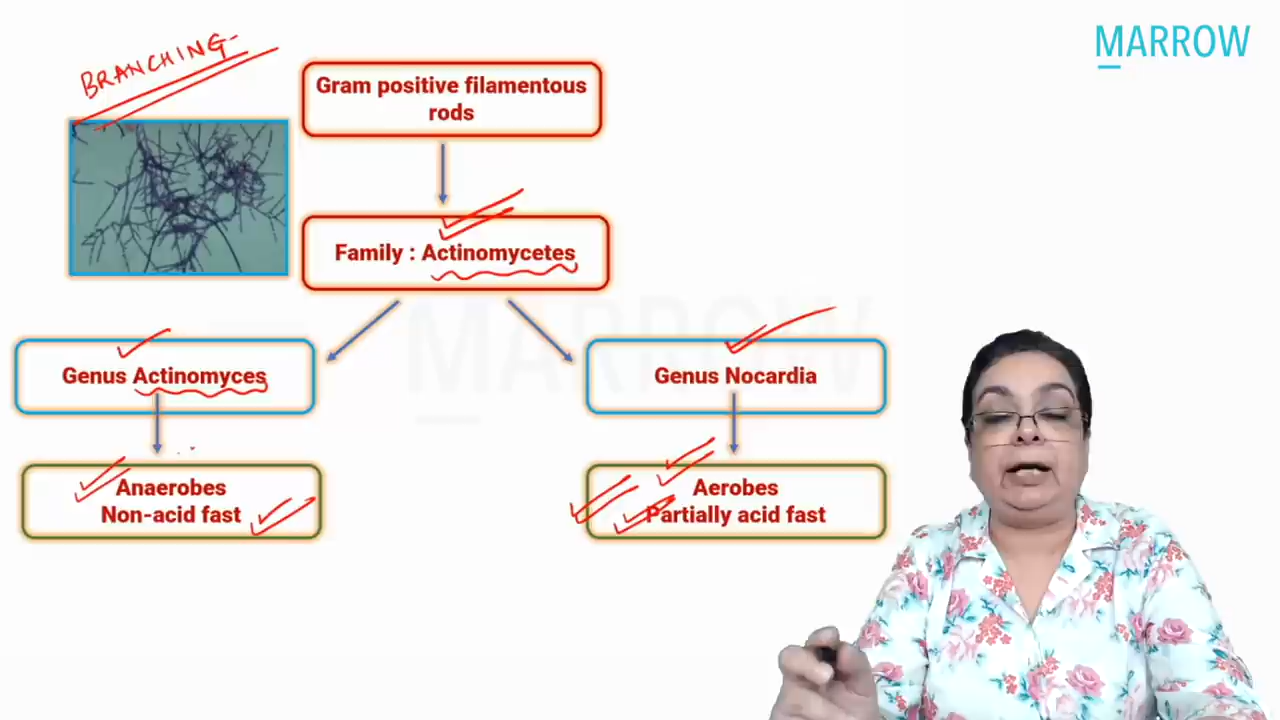 MARROW
BRANCHING-
Gram positive filamentous
rods
Family : Actinomycetes
MARROW
Genus Actinomyces
Genus Nocardia
Anaerobes
Non-acid fast
Aerobes
Partially acid fast